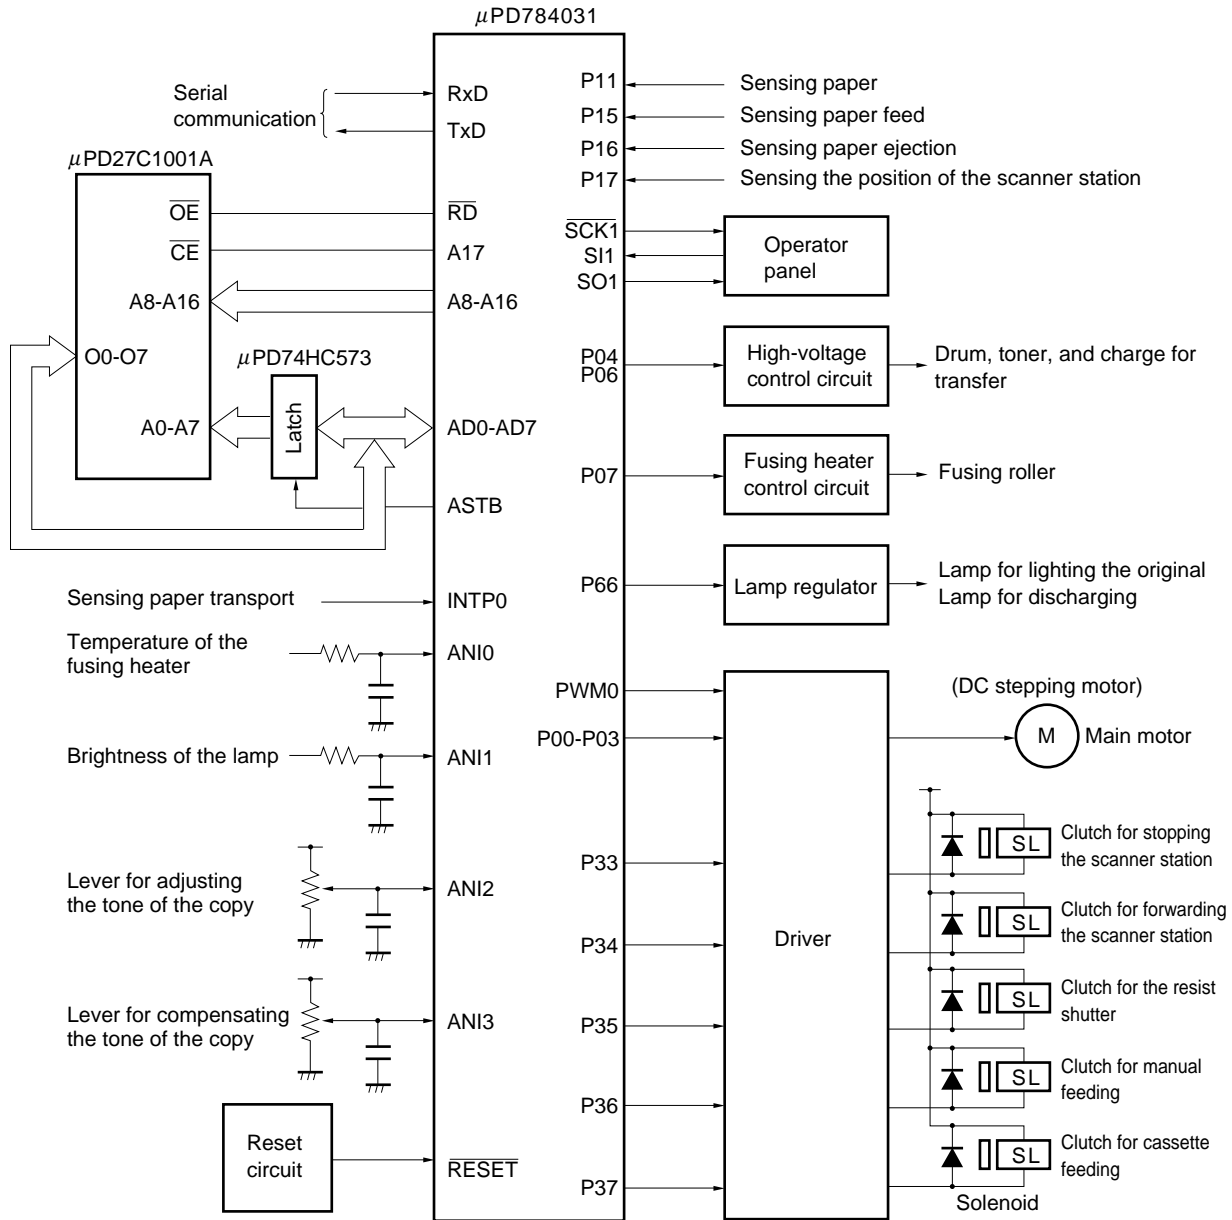 μPD784031
Serial
communication
RxD
TxD
μPD27C1001A
OE
CE
A8-A16
O0-O7
A0-A7
RD
A17
A8-A16
μPD74HC573
Latch
AD0-AD7
ASTB
Sensing paper transport
INTP0
Temperature of the
fusing heater
ANI0
Brightness of the lamp
ANI1
Lever for adjusting
the tone of the copy
ANI2
Lever for compensating
the tone of the copy
ANI3
Reset
circuit
RESET
P11
Sensing paper
P15
Sensing paper feed
P16
Sensing paper ejection
P17
Sensing the position of the scanner station
SCK1
SI1
SO1
Operator
panel
P04
P06
High-voltage
control circuit
Drum, toner, and charge for
transfer
P07
Fusing heater
control circuit
Fusing roller
P66
Lamp regulator
Lamp for lighting the original
Lamp for discharging
PWM0
P00-P03
P33
P34
P35
P36
P37
Driver
(DC stepping motor)
M
Main motor
SL
Clutch for stopping
the scanner station
SL
Clutch for forwarding
the scanner station
SL
Clutch for the resist
shutter
SL
Clutch for manual
feeding
SL
Clutch for cassette
feeding
Solenoid